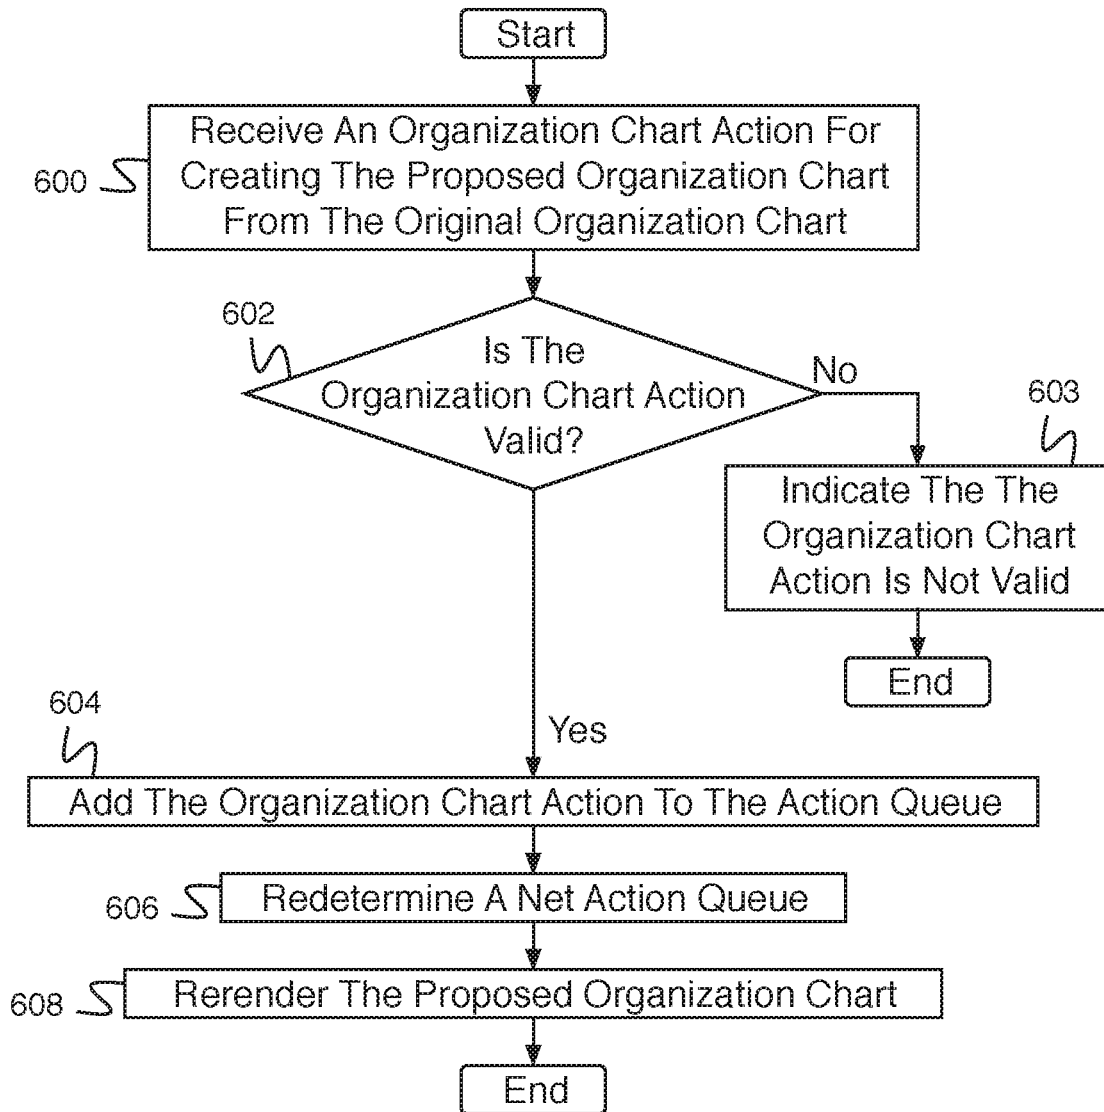 Start
600
Receive An Organization Chart Action For
Creating The Proposed Organization Chart
From The Original Organization Chart
602
Is The
Organization Chart Action
Valid?
No
603
Indicate The The
Organization Chart
Action Is Not Valid
End
Yes
604
Add The Organization Chart Action To The Action Queue
606
Redetermine A Net Action Queue
608
Rerender The Proposed Organization Chart
End